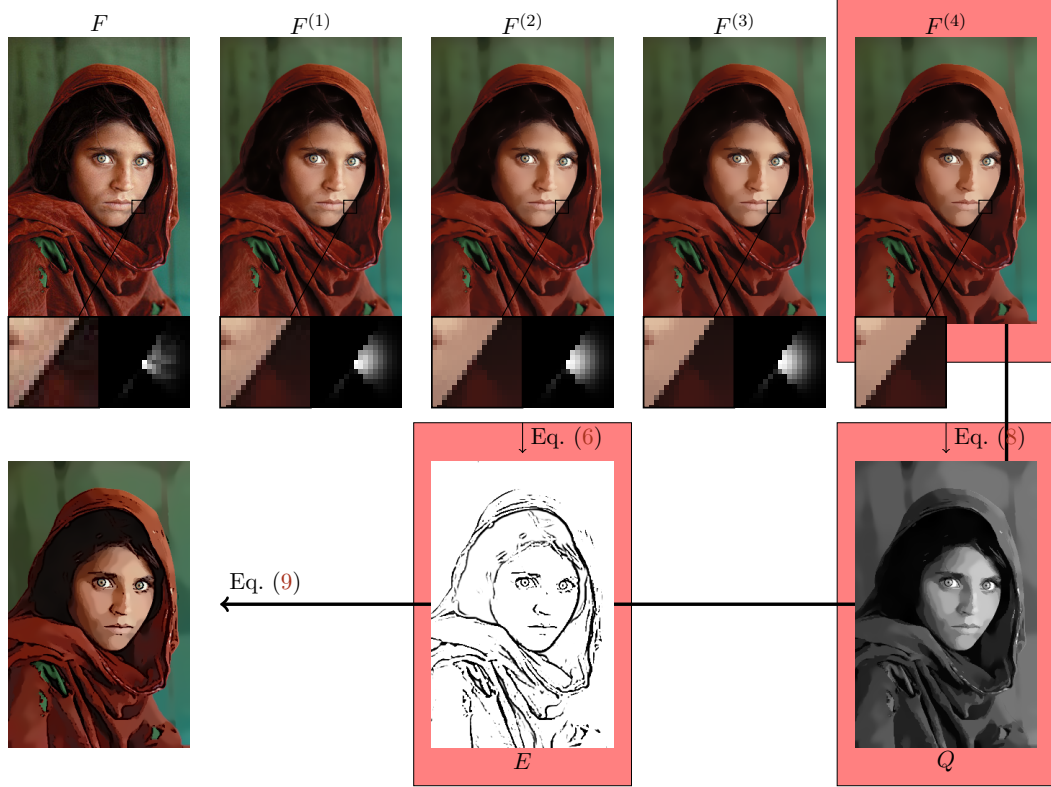 F
F^(1)
F^(2)
F^(3)
F^(4)
Eq. (6)
Eq. (8)
Eq. (9)
E
Q